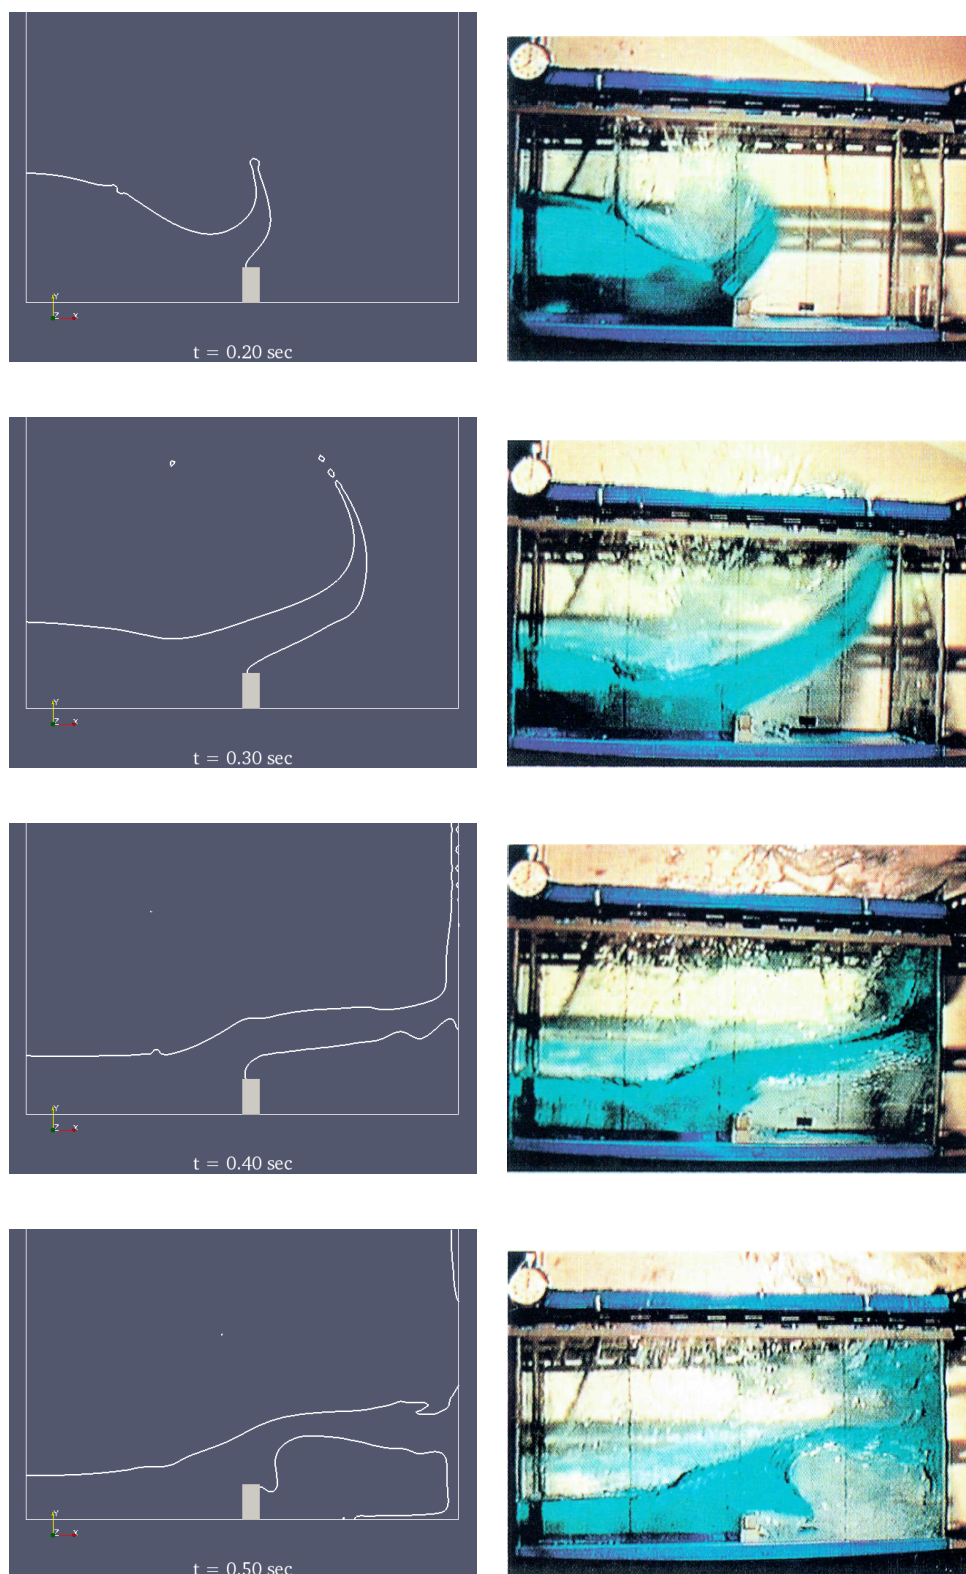 Y
Z X
t = 0.20 sec
Y
Z X
t = 0.30 sec
Y
Z X
t = 0.40 sec
Y
Z X
t = 0.50 sec